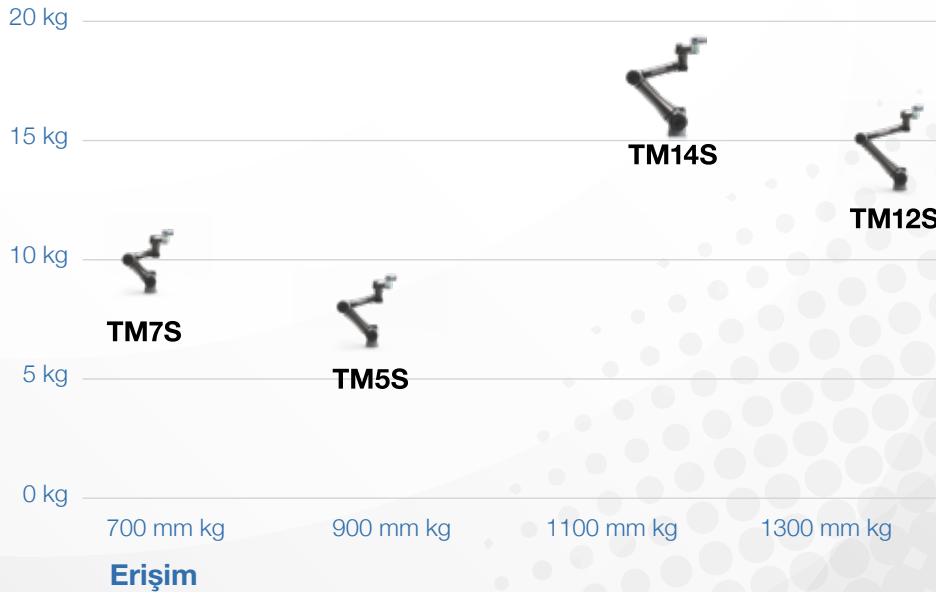 20 kg
TM14S
15 kg
TM12S
10 kg
TM7S
TM5S
5 kg
0 kg
700 mm kg
900 mm kg
1100 mm kg
1300 mm kg
Erişim